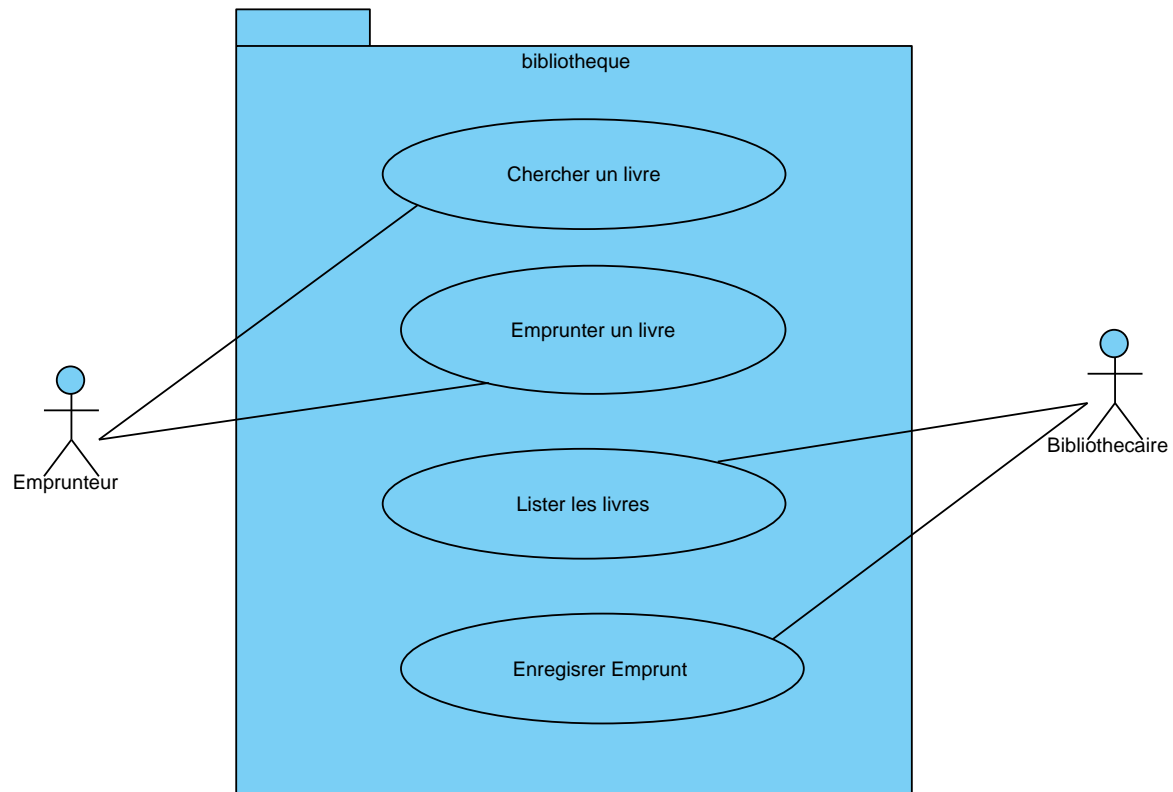 bibliotheque
Chercher un livre
Emprunter un livre
Emprunteur
Bibliothecaire
Lister les livres
Enregisrer Emprunt